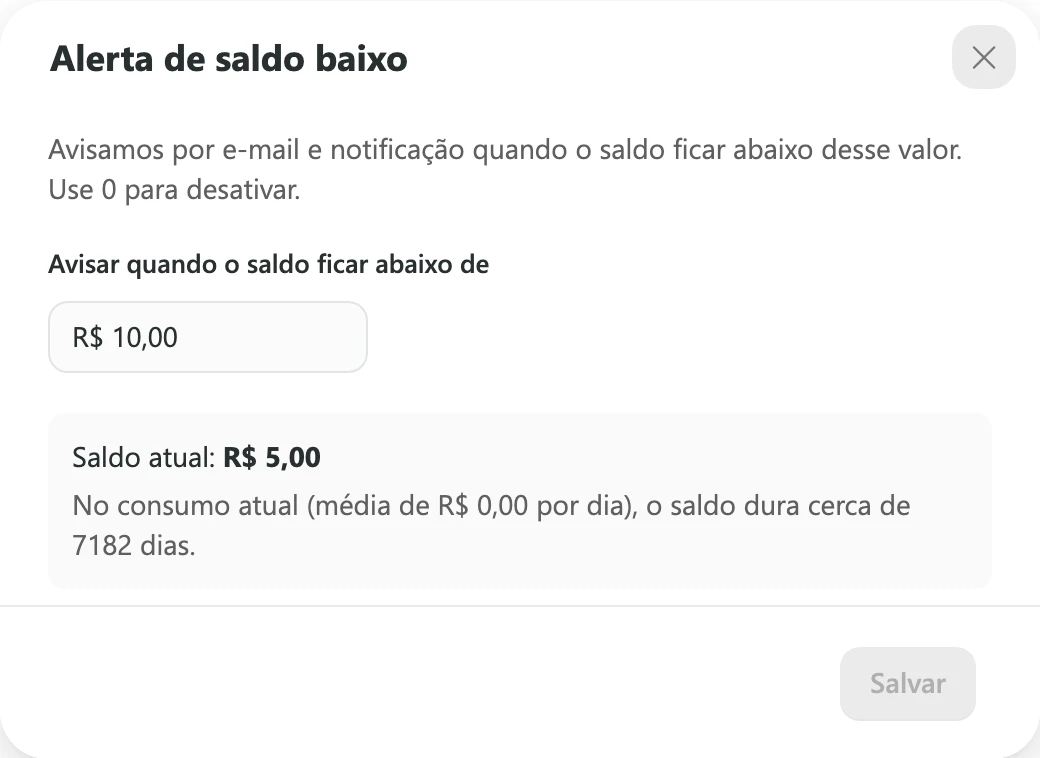 Alerta de saldo baixo
Avisamos por e-mail e notificação quando o saldo ficar abaixo desse valor.
Use 0 para desativar.
Avisar quando o saldo ficar abaixo de
R$ 10,00
Saldo atual: R$ 5,00
No consumo atual (média de R$ 0,00 por dia), o saldo dura cerca de
7182 dias.
Salvar